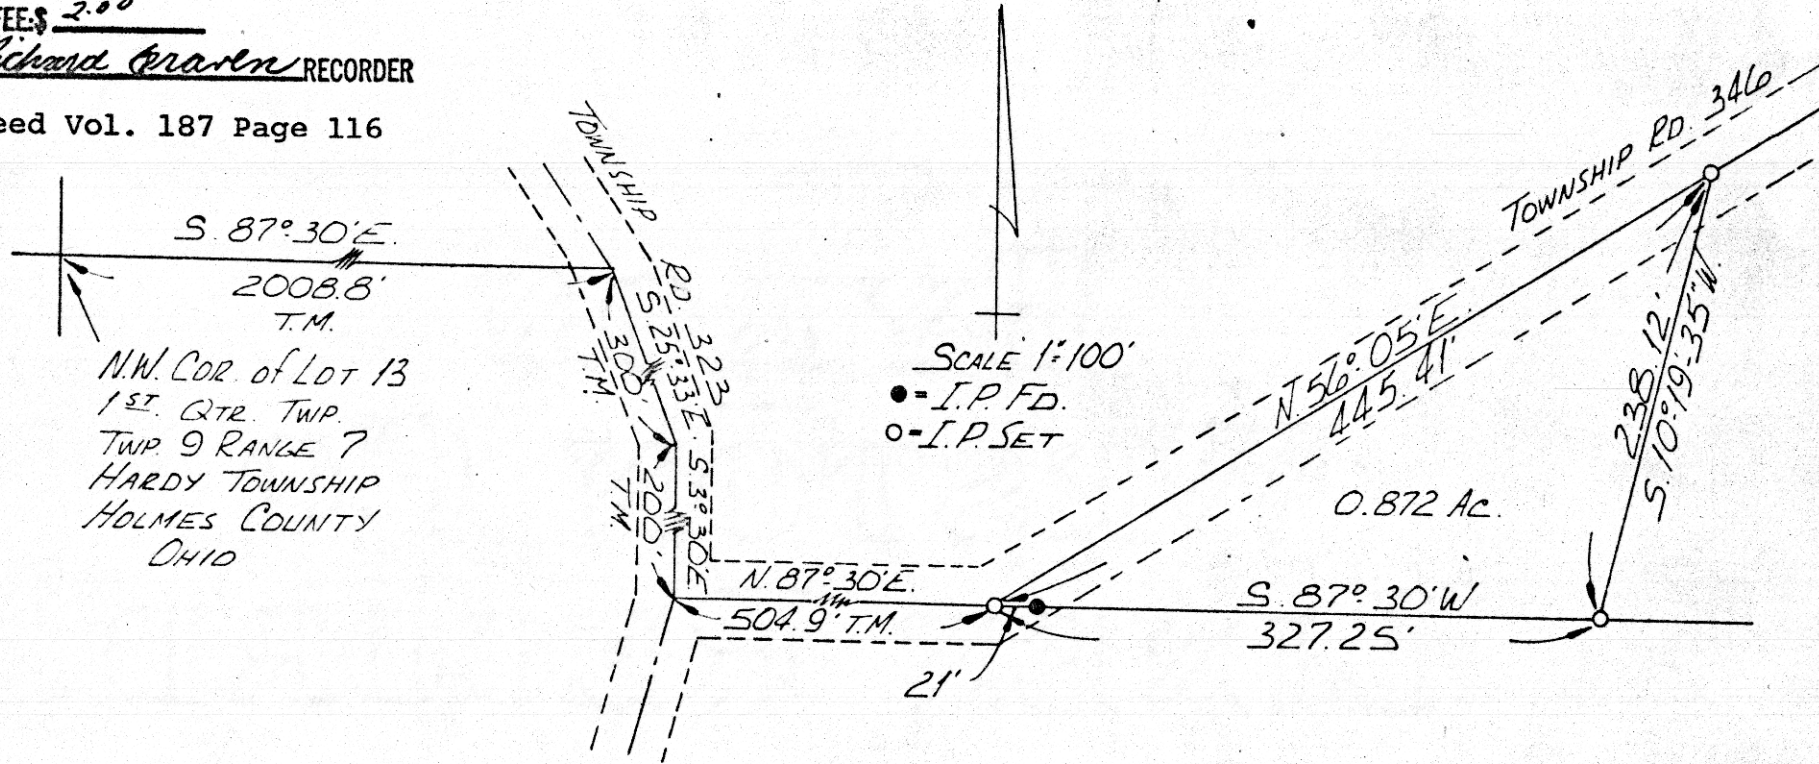 FEE:$ 2.00
Richard Graven RECORDER
eed Vol. 187 Page 116
S. 87°30'E.
2008.8'
T.M.
N.W. COR. of LOT 13
1ST. QTR. TWP.
TWP. 9 RANGE 7
HARDY TOWNSHIP
HOLMES COUNTY
OHIO
TOWNSHIP RD. 323
S. 25°33'E.
300'
T.M.
S. 3°30'E
200'
T.M.
N. 87°30'E.
504.9' T.M.
21'
SCALE 1"=100'
●=I.P. FD.
○=I.P. SET
TOWNSHIP RD. 346
N. 56°05'E.
445.41'
238.12'
S. 10°19'35"W.
0.872 AC.
S. 87°30'W
327.25'